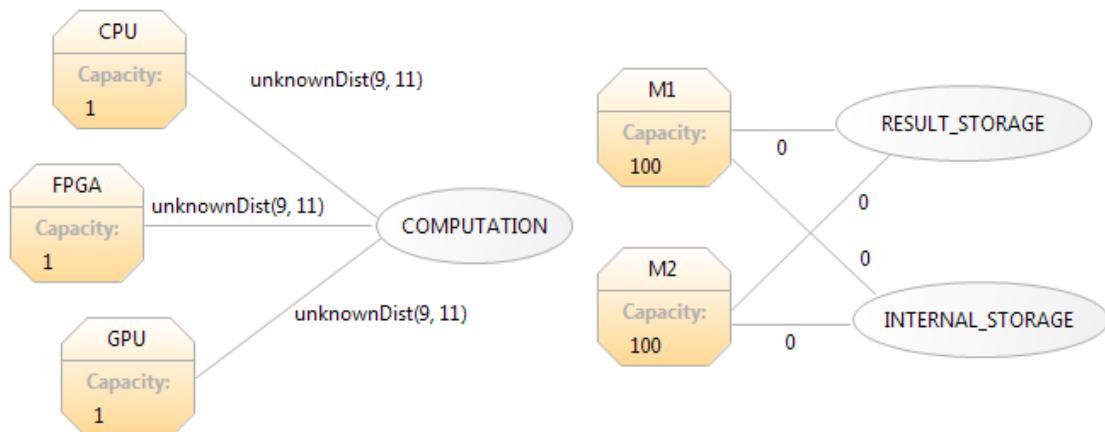 CPU
Capacity:
1
unknownDist(9, 11)
FPGA
Capacity:
1
unknownDist(9, 11)
COMPUTATION
GPU
Capacity:
1
unknownDist(9, 11)
M1
Capacity:
100
0
RESULT_STORAGE
0
0
M2
Capacity:
100
0
INTERNAL_STORAGE